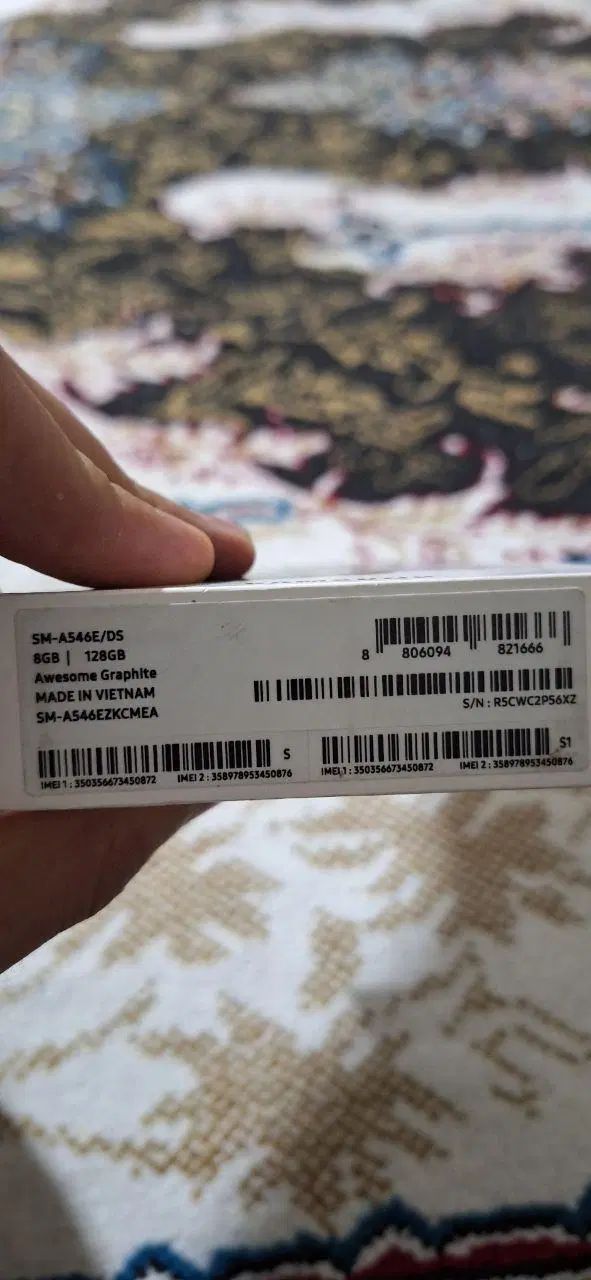 SM-A546E/DS
8GB | 128GB
Awesome Graphite
MADE IN VIETNAM
SM-A546EZKCMEA
8 806094 821666
S/N : R5CWC2P56XZ
S
IMEI 1 : 350356673450872 IMEI 2 : 358978953450876
S1
IMEI 1 : 350356673450872 IMEI 2 : 358978953450876